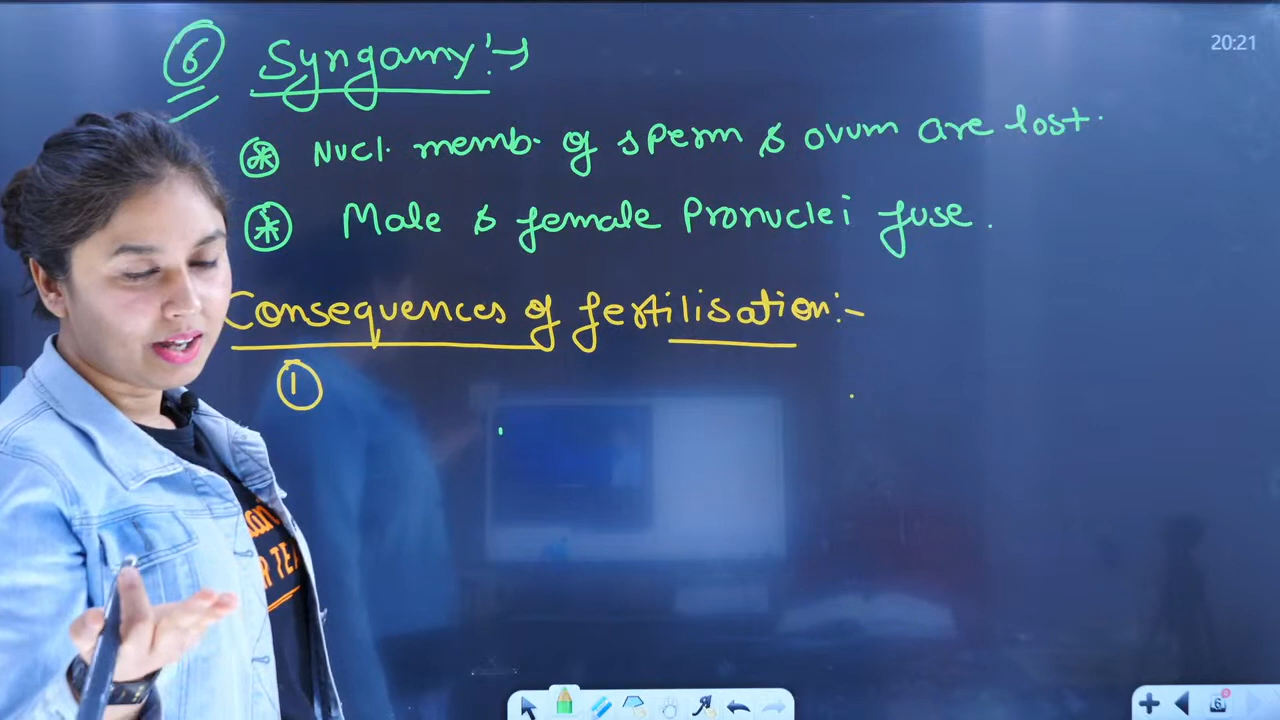 20:21
6 Syngamy:→
Nucl. memb. of sperm & ovum are lost.
Male & female Pronuclei fuse.
Consequences of fertilisation:-
1
6